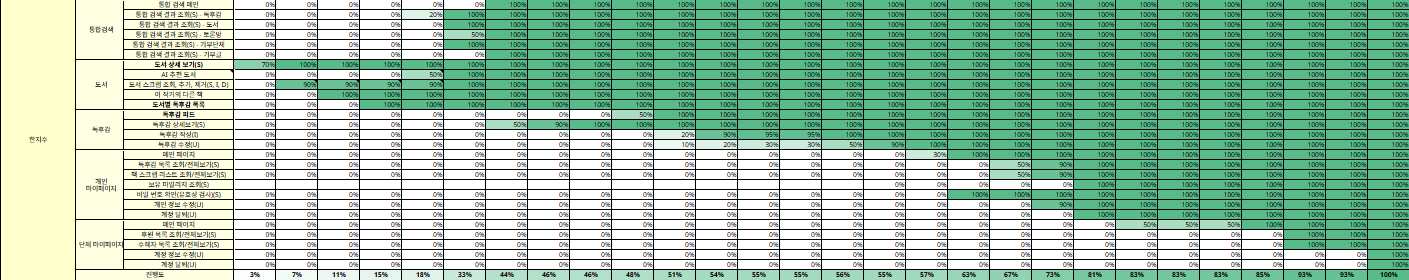 한지수
통합검색
통합 검색 메인 0% 0% 0% 0% 0% 0% 100% 100% 100% 100% 100% 100% 100% 100% 100% 100% 100% 100% 100% 100% 100% 100% 100% 100% 100% 100% 100% 100%
통합 검색 결과 조회(S) - 독후감 0% 0% 0% 0% 20% 100% 100% 100% 100% 100% 100% 100% 100% 100% 100% 100% 100% 100% 100% 100% 100% 100% 100% 100% 100% 100% 100% 100%
통합 검색 결과 조회(S) - 도서 0% 0% 0% 0% 0% 100% 100% 100% 100% 100% 100% 100% 100% 100% 100% 100% 100% 100% 100% 100% 100% 100% 100% 100% 100% 100% 100% 100%
통합 검색 결과 조회(S) - 토론방 0% 0% 0% 0% 0% 50% 100% 100% 100% 100% 100% 100% 100% 100% 100% 100% 100% 100% 100% 100% 100% 100% 100% 100% 100% 100% 100% 100%
통합 검색 결과 조회(S) - 기부단체 0% 0% 0% 0% 0% 100% 100% 100% 100% 100% 100% 100% 100% 100% 100% 100% 100% 100% 100% 100% 100% 100% 100% 100% 100% 100% 100% 100%
통합 검색 결과 조회(S) - 기부글 0% 0% 0% 0% 0% 0% 100% 100% 100% 100% 100% 100% 100% 100% 100% 100% 100% 100% 100% 100% 100% 100% 100% 100% 100% 100% 100% 100%
도서
도서 상세 보기(S) 70% 100% 100% 100% 100% 100% 100% 100% 100% 100% 100% 100% 100% 100% 100% 100% 100% 100% 100% 100% 100% 100% 100% 100% 100% 100% 100% 100%
AI 추천 도서 0% 0% 0% 0% 50% 100% 100% 100% 100% 100% 100% 100% 100% 100% 100% 100% 100% 100% 100% 100% 100% 100% 100% 100% 100% 100% 100% 100%
도서 스크랩 조회, 추가, 제거(S, I, D) 0% 90% 90% 90% 90% 100% 100% 100% 100% 100% 100% 100% 100% 100% 100% 100% 100% 100% 100% 100% 100% 100% 100% 100% 100% 100% 100% 100%
이 작가의 다른 책 0% 0% 100% 100% 100% 100% 100% 100% 100% 100% 100% 100% 100% 100% 100% 100% 100% 100% 100% 100% 100% 100% 100% 100% 100% 100% 100% 100%
도서별 독후감 목록 0% 0% 0% 100% 100% 100% 100% 100% 100% 100% 100% 100% 100% 100% 100% 100% 100% 100% 100% 100% 100% 100% 100% 100% 100% 100% 100% 100%
독후감
독후감 피드 0% 0% 0% 0% 0% 0% 0% 0% 0% 50% 100% 100% 100% 100% 100% 100% 100% 100% 100% 100% 100% 100% 100% 100% 100% 100% 100% 100%
독후감 상세보기(S) 0% 0% 0% 0% 0% 0% 50% 90% 100% 100% 100% 100% 100% 100% 100% 100% 100% 100% 100% 100% 100% 100% 100% 100% 100% 100% 100% 100%
독후감 작성(I) 0% 0% 0% 0% 0% 0% 0% 0% 0% 0% 20% 90% 95% 95% 100% 100% 100% 100% 100% 100% 100% 100% 100% 100% 100% 100% 100% 100%
독후감 수정(U) 0% 0% 0% 0% 0% 0% 0% 0% 0% 0% 10% 20% 30% 30% 50% 90% 100% 100% 100% 100% 100% 100% 100% 100% 100% 100% 100% 100%
개인
마이페이지
메인 페이지 0% 0% 0% 0% 0% 0% 0% 0% 0% 0% 0% 0% 0% 0% 0% 0% 30% 100% 100% 100% 100% 100% 100% 100% 100% 100% 100% 100%
독후감 목록 조회/전체보기(S) 0% 0% 0% 0% 0% 0% 0% 0% 0% 0% 0% 0% 0% 0% 0% 0% 0% 0% 50% 90% 100% 100% 100% 100% 100% 100% 100% 100%
책 스크랩 리스트 조회/전체보기(S) 0% 0% 0% 0% 0% 0% 0% 0% 0% 0% 0% 0% 0% 0% 0% 0% 0% 0% 50% 90% 100% 100% 100% 100% 100% 100% 100% 100%
보유 마일리지 조회(S) 0% 0% 0% 0% 0% 100% 100% 100% 100% 100% 100% 100% 100%
비밀 번호 확인(유효성 검사)(S) 0% 0% 0% 0% 0% 0% 0% 0% 0% 0% 0% 0% 0% 0% 0% 0% 0% 100% 100% 100% 100% 100% 100% 100% 100% 100% 100% 100%
개인 정보 수정(U) 0% 0% 0% 0% 0% 0% 0% 0% 0% 0% 0% 0% 0% 0% 0% 0% 0% 0% 0% 90% 100% 100% 100% 100% 100% 100% 100% 100%
계정 탈퇴(U) 0% 0% 0% 0% 0% 0% 0% 0% 0% 0% 0% 0% 0% 0% 0% 0% 0% 0% 0% 0% 100% 100% 100% 100% 100% 100% 100% 100%
단체 마이페이지
메인 페이지 0% 0% 0% 0% 0% 0% 0% 0% 0% 0% 0% 0% 0% 0% 0% 0% 0% 0% 0% 0% 0% 50% 50% 50% 100% 100% 100% 100%
후원 목록 조회/전체보기(S) 0% 0% 0% 0% 0% 0% 0% 0% 0% 0% 0% 0% 0% 0% 0% 0% 0% 0% 0% 0% 0% 0% 0% 0% 0% 100% 100% 100%
수혜자 목록 조회/전체보기(S) 0% 0% 0% 0% 0% 0% 0% 0% 0% 0% 0% 0% 0% 0% 0% 0% 0% 0% 0% 0% 0% 0% 0% 0% 0% 100% 100% 100%
계정 정보 수정(U) 0% 0% 0% 0% 0% 0% 0% 0% 0% 0% 0% 0% 0% 0% 0% 0% 0% 0% 0% 0% 0% 0% 0% 0% 0% 0% 0% 100%
계정 탈퇴(U) 0% 0% 0% 0% 0% 0% 0% 0% 0% 0% 0% 0% 0% 0% 0% 0% 0% 0% 0% 0% 0% 0% 0% 0% 0% 0% 0% 100%
진행도 3% 7% 11% 15% 18% 33% 44% 46% 46% 48% 51% 54% 55% 55% 56% 55% 57% 63% 67% 73% 81% 83% 83% 83% 85% 93% 93% 100%